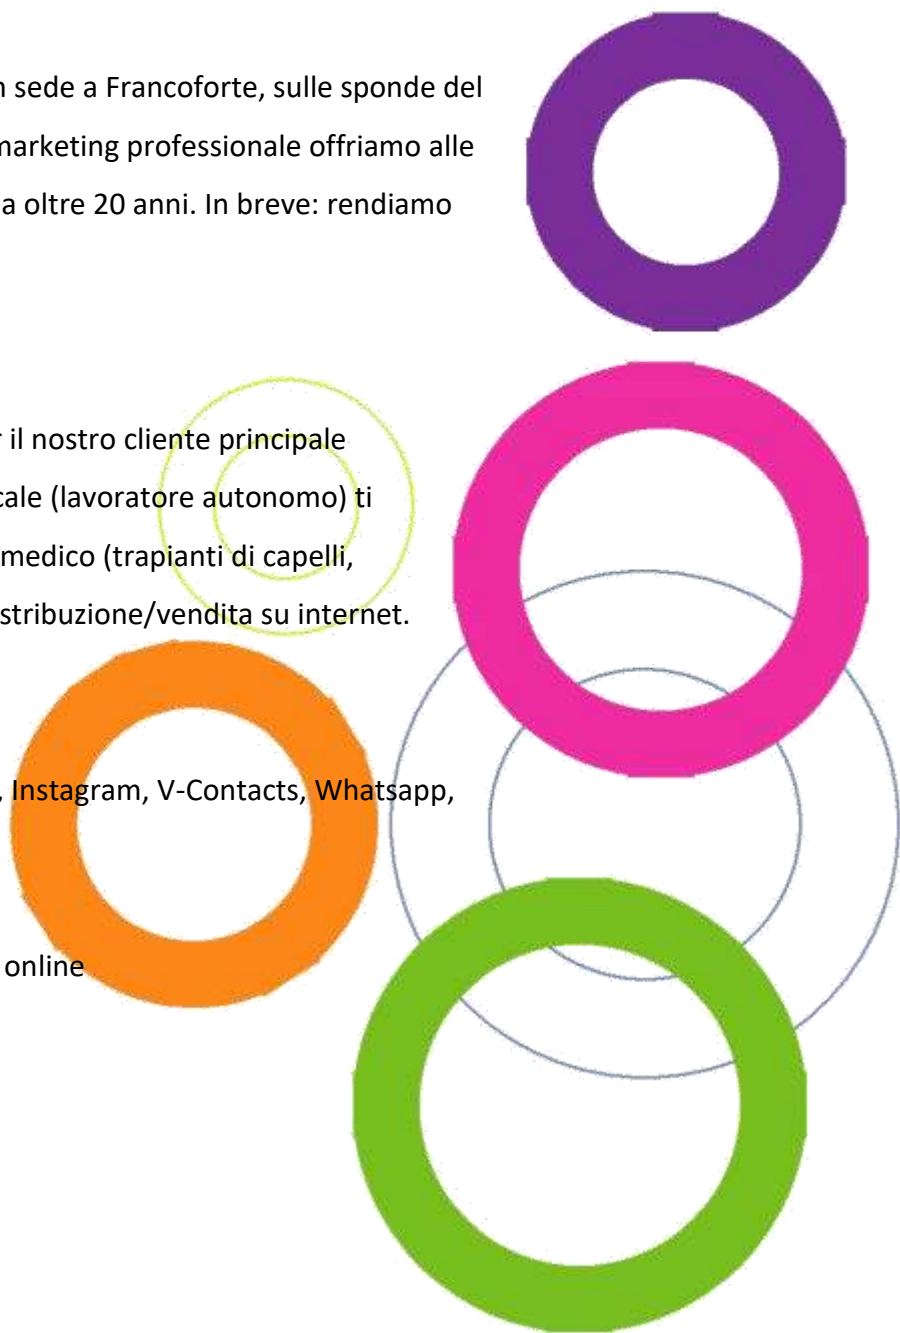 sede a Francoforte, sulle sponde del
marketing professionale offriamo alle
a oltre 20 anni. In breve: rendiamo
il nostro cliente principale
cale (lavoratore autonomo) ti
medico (trapianti di capelli,
stribuzione/vendita su internet.
, Instagram, V-Contacts, Whatsapp,
online